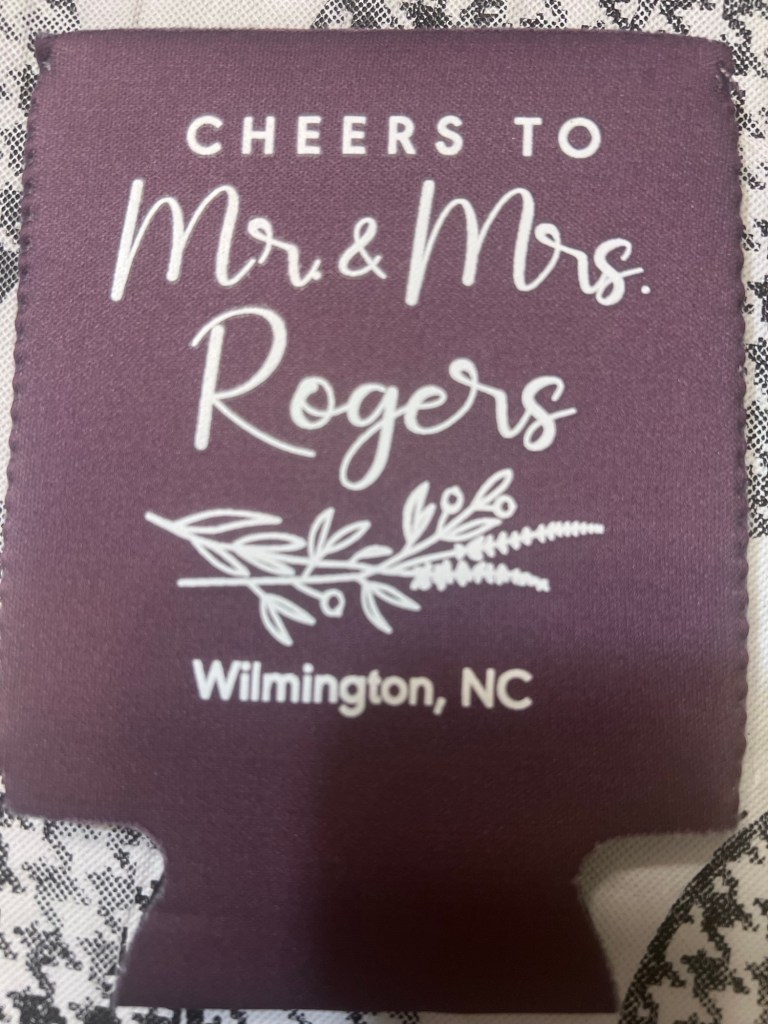 CHEERS TO
Mr. & Mrs.
Rogers
Wilmington, NC